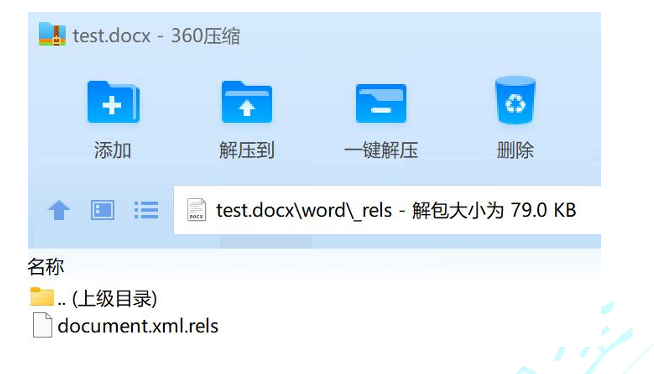 test.docx - 360压缩
添加 解压到 一键解压 删除
DOCX test.docx\word\_rels - 解包大小为 79.0 KB
名称
.. (上级目录)
document.xml.rels